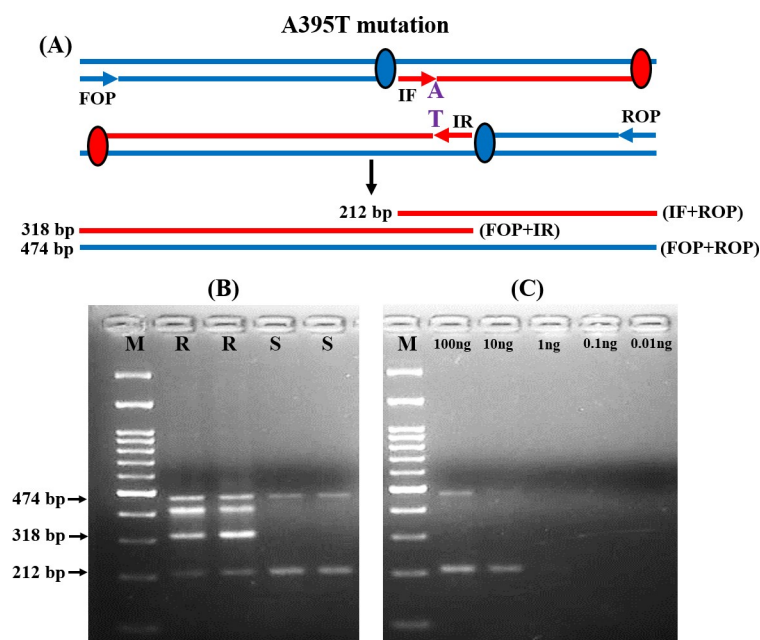 A395T mutation
(A)
FOP
IF
A
T
IR
ROP
212 bp
(IF+ROP)
318 bp
(FOP+IR)
474 bp
(FOP+ROP)
(B)
(C)
M R R S S
M 100ng 10ng 1ng 0.1ng 0.01ng
474 bp
318 bp
212 bp